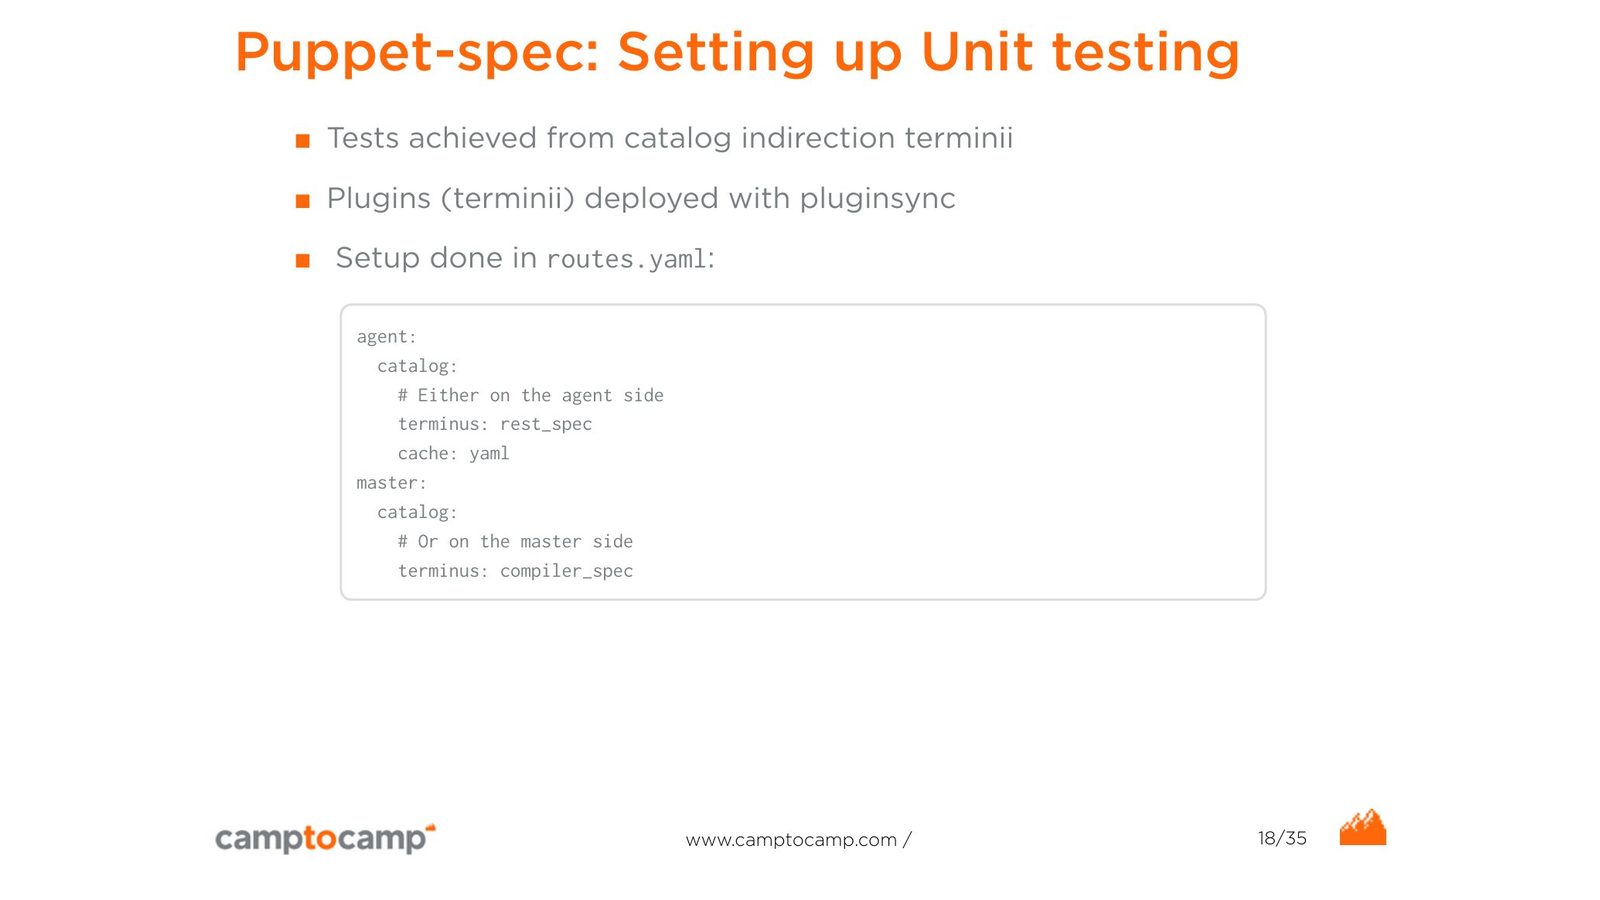 Puppet-spec: Setting up Unit testing
Tests achieved from catalog indirection terminii
Plugins (terminii) deployed with pluginsync
Setup done in routes.yaml:
agent:
  catalog:
    # Either on the agent side
    terminus: rest_spec
    cache: yaml
master:
  catalog:
    # Or on the master side
    terminus: compiler_spec
camptocamp
www.camptocamp.com /
18/35